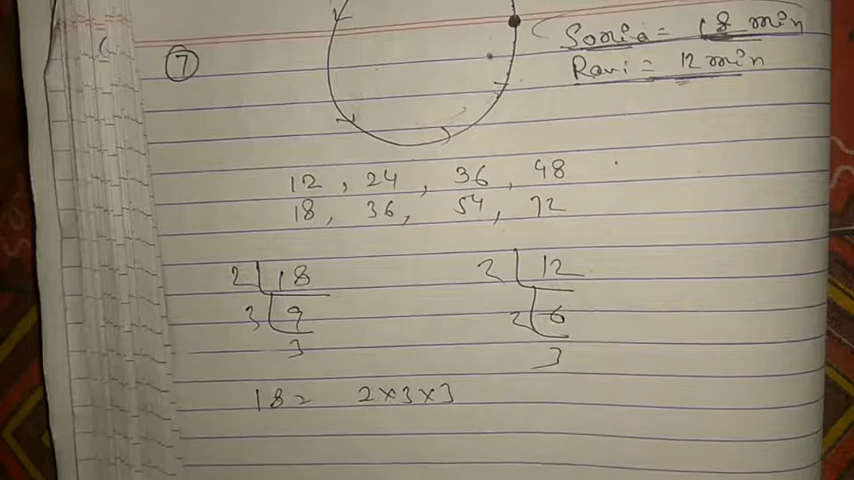 Sonia = 18 min
Ravi = 12 min
7
12, 24, 36, 48
18, 36, 54, 72
2 18
3 9
3
2 12
2 6
3
18 = 2×3×3